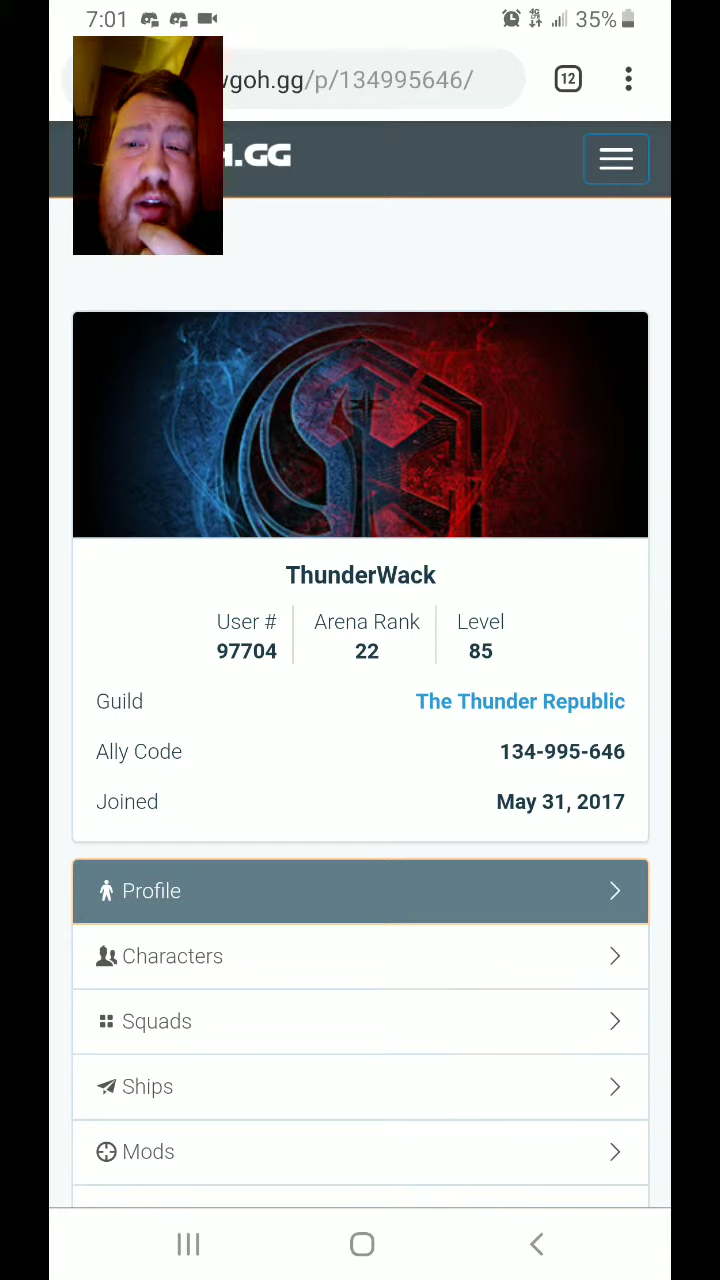 7:01 35%
wgoh.gg/p/134995646/ 12
H.GG
ThunderWack
User # Arena Rank Level
97704 22 85
Guild The Thunder Republic
Ally Code 134-995-646
Joined May 31, 2017
Profile
Characters
Squads
Ships
Mods